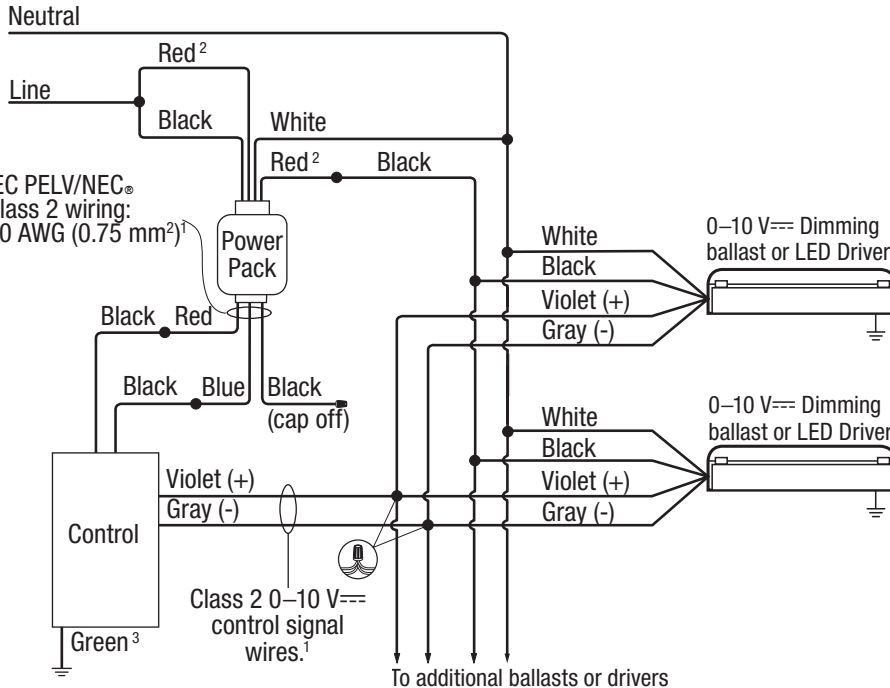 Neutral
Red ²
Line
Black
White
Red ²
Black
EC PELV/NEC®
lass 2 wiring:
0 AWG (0.75 mm²)¹
Power
Pack
White
Black
Violet (+)
Gray (-)
0–10 V⎓ Dimming
ballast or LED Driver
Black
Red
Black
Blue
Black
(cap off)
White
Black
Violet (+)
Gray (-)
0–10 V⎓ Dimming
ballast or LED Driver
Violet (+)
Gray (-)
Control
Class 2 0–10 V⎓
control signal
wires.¹
Green ³
To additional ballasts or drivers